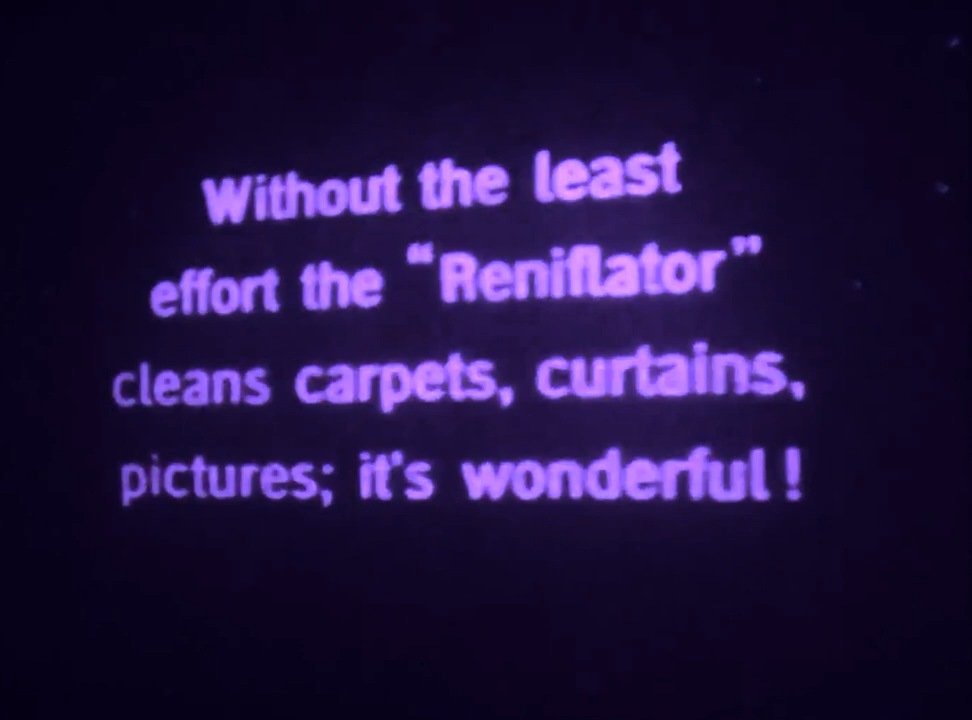 Without the least
effort the “Reniflator”
cleans carpets, curtains,
pictures; it's wonderful!